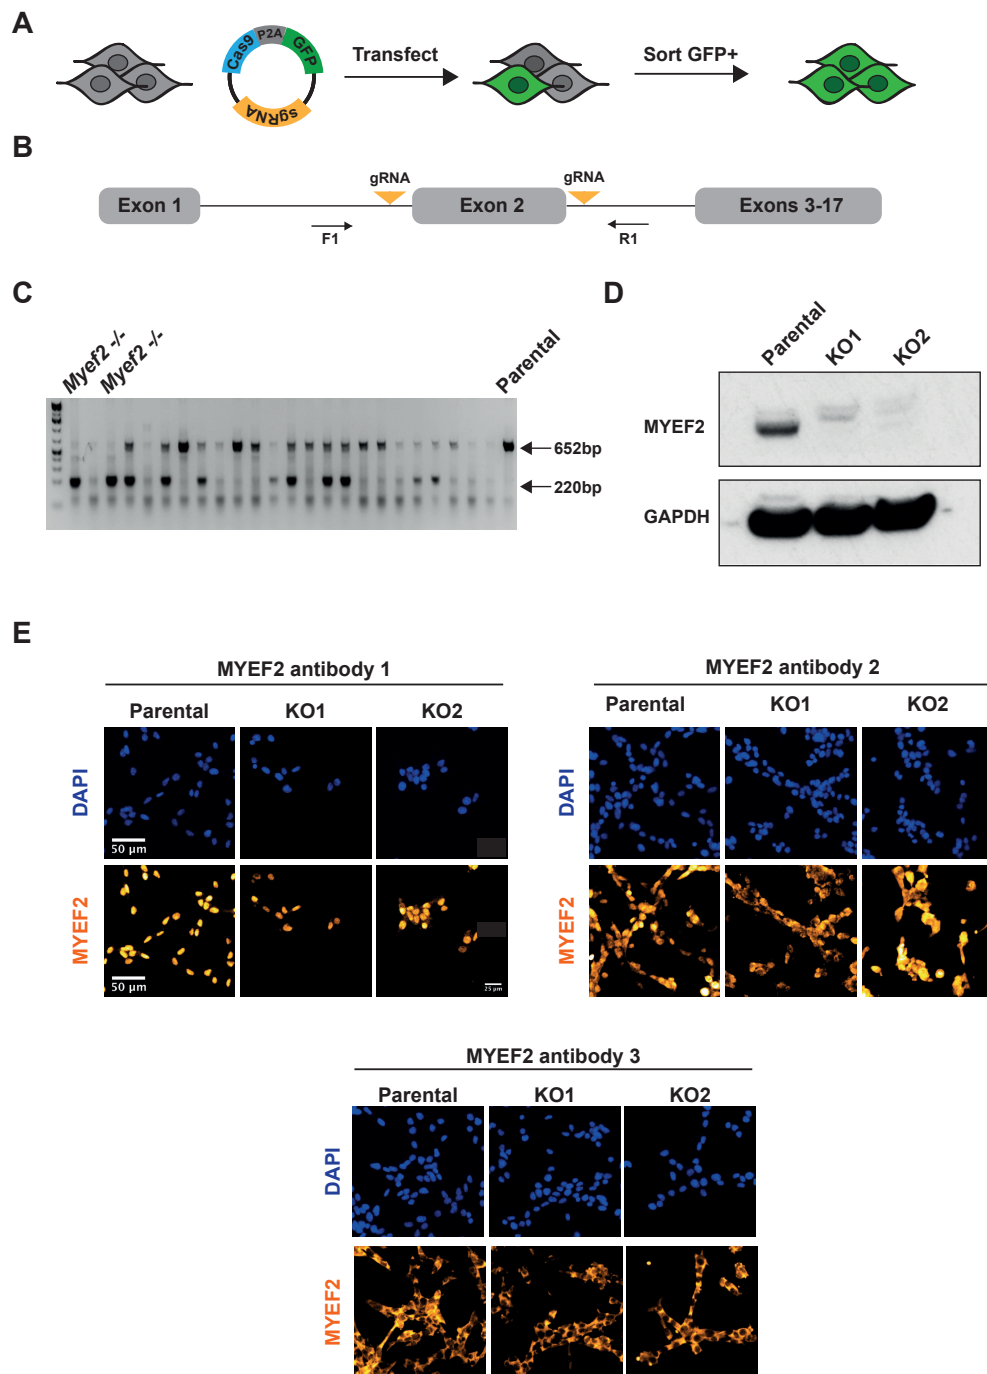 A
Cas9 P2A GFP
sgRNA
Transfect
Sort GFP+
B
gRNA
gRNA
Exon 1
Exon 2
Exons 3-17
F1
R1
C
Myef2 -/-
Myef2 -/-
Parental
652bp
220bp
D
Parental
KO1
KO2
MYEF2
GAPDH
E
MYEF2 antibody 1
Parental
KO1
KO2
DAPI
50 µm
MYEF2
50 µm
25 µm
MYEF2 antibody 2
Parental
KO1
KO2
DAPI
MYEF2
MYEF2 antibody 3
Parental
KO1
KO2
DAPI
MYEF2